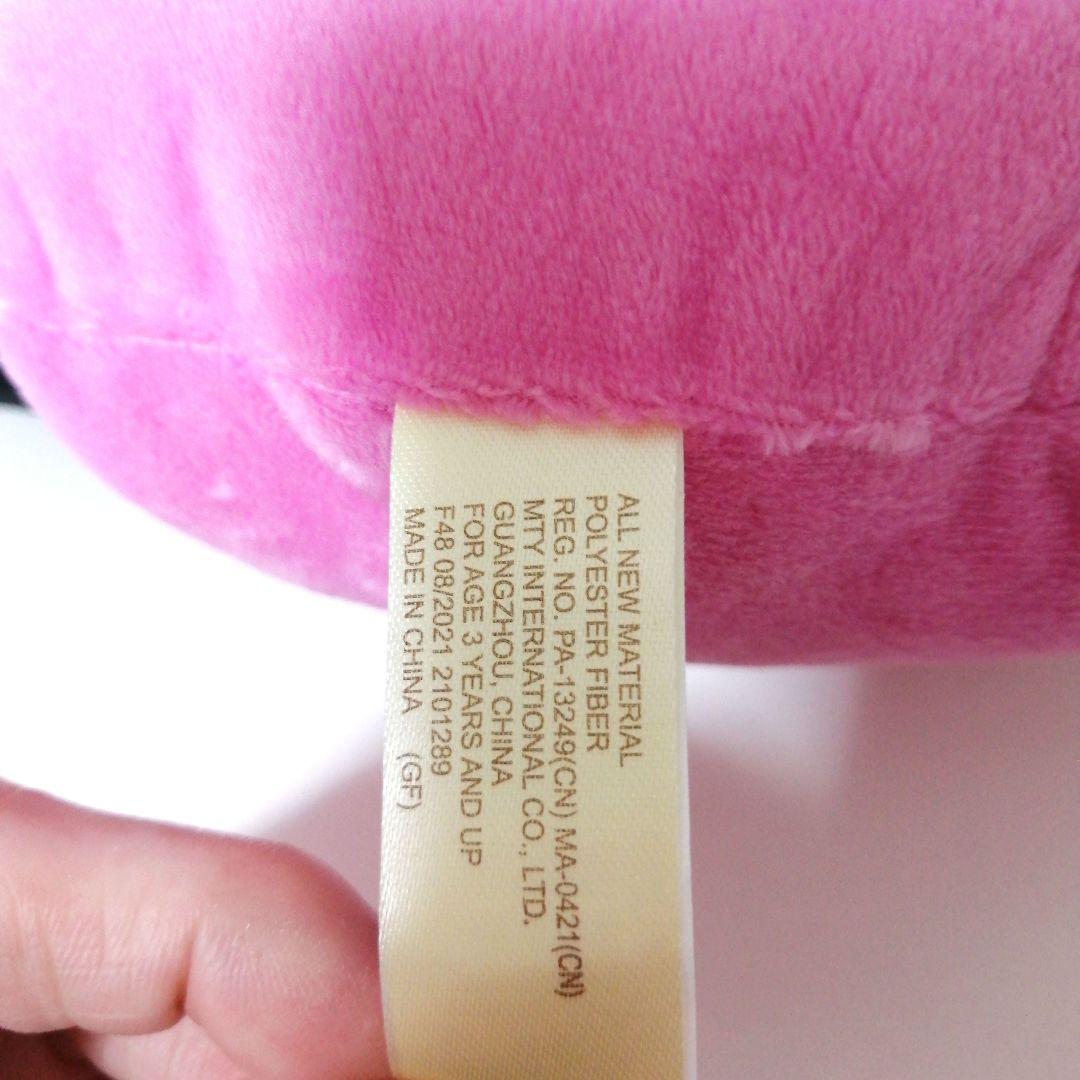 ALL NEW MATERIAL
POLYESTER FIBER
REG. NO. PA-13249(CN) MA-0421(CN)
MTY INTERNATIONAL CO., LTD.
GUANGZHOU, CHINA
FOR AGE 3 YEARS AND UP
F48 08/2021 2101289
MADE IN CHINA (GF)